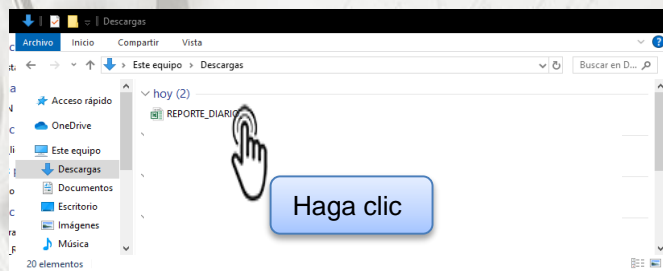 Descargas
Archivo Inicio Compartir Vista
Este equipo > Descargas
Buscar en D...
Acceso rápido
hoy (2)
REPORTE_DIARIO
OneDrive
Este equipo
Descargas
Documentos
Escritorio
Imágenes
Música
Haga clic
20 elementos